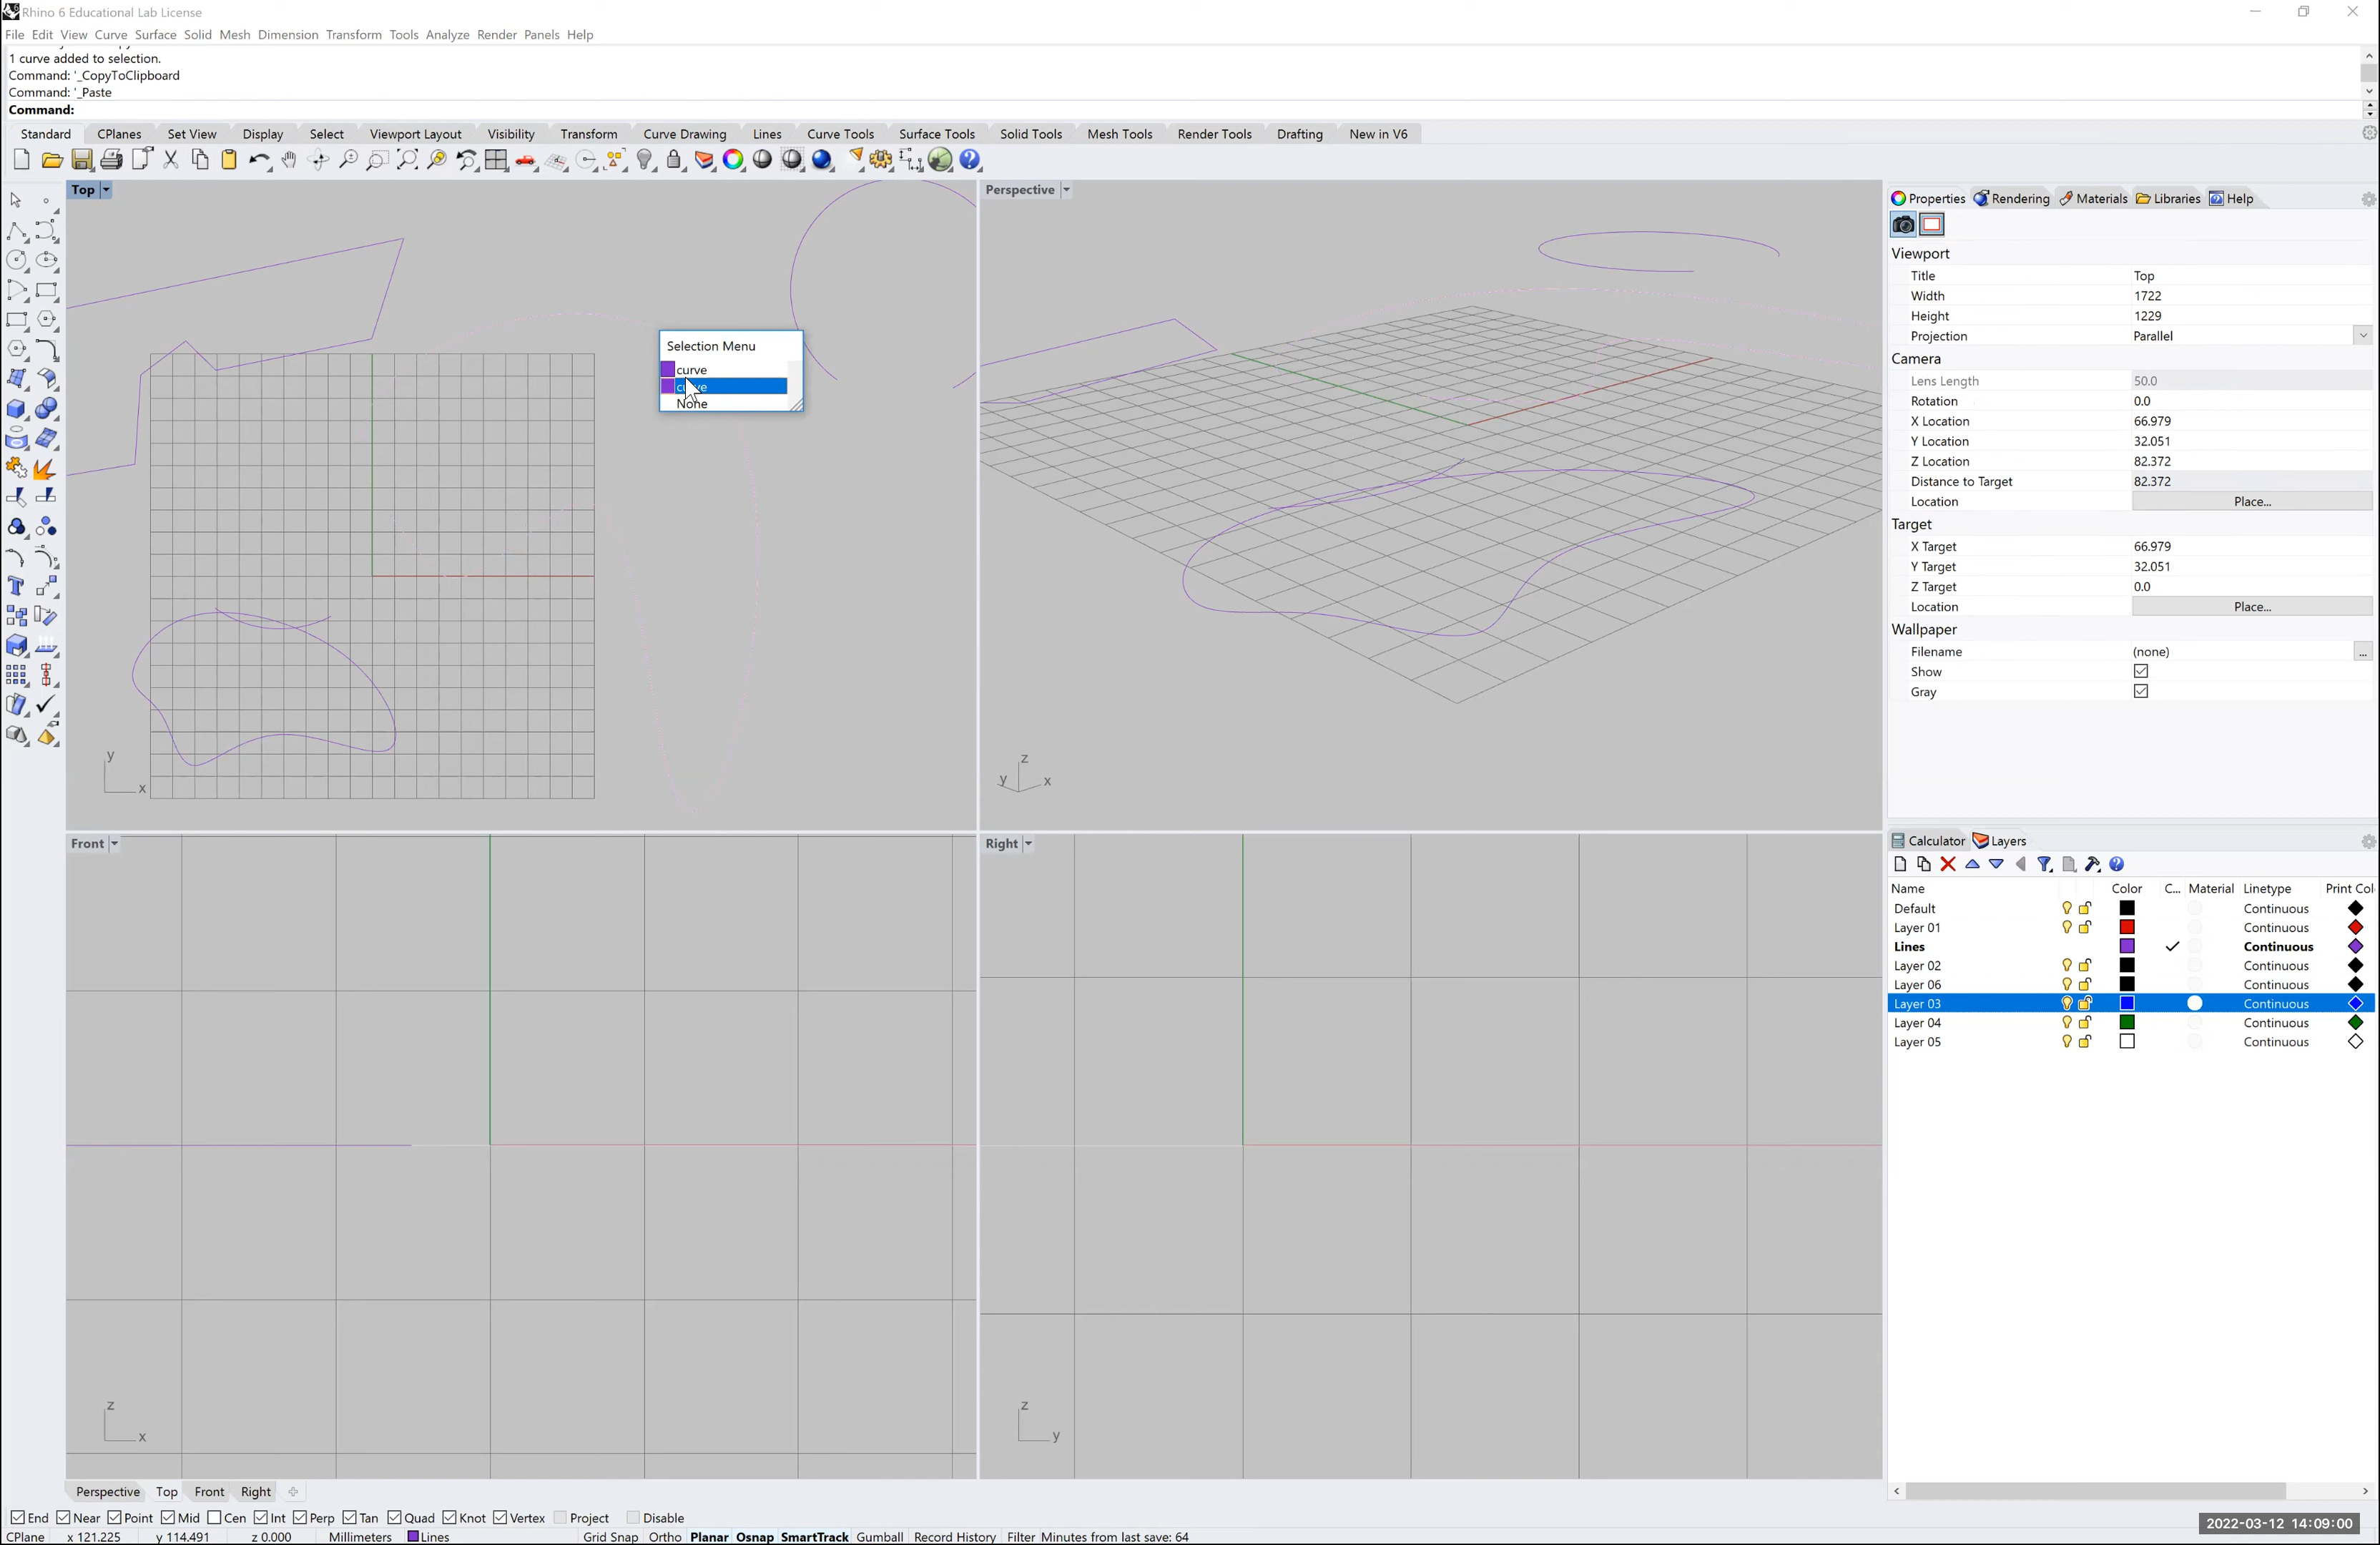 Rhino 6 Educational Lab License
File Edit View Curve Surface Solid Mesh Dimension Transform Tools Analyze Render Panels Help
1 curve added to selection.
Command: '_CopyToClipboard
Command: '_Paste
Command:
Standard CPlanes Set View Display Select Viewport Layout Visibility Transform Curve Drawing Lines Curve Tools Surface Tools Solid Tools Mesh Tools Render Tools Drafting New in V6
Top
Perspective
Selection Menu
curve
curve
None
y
x
z
y x
Front
Right
z
x
z
y
Properties Rendering Materials Libraries Help
Viewport
Title Top
Width 1722
Height 1229
Projection Parallel
Camera
Lens Length 50.0
Rotation 0.0
X Location 66.979
Y Location 32.051
Z Location 82.372
Distance to Target 82.372
Location Place...
Target
X Target 66.979
Y Target 32.051
Z Target 0.0
Location Place...
Wallpaper
Filename (none) ...
Show
Gray
Calculator Layers
Name Color C... Material Linetype Print Col
Default Continuous
Layer 01 Continuous
Lines Continuous
Layer 02 Continuous
Layer 06 Continuous
Layer 03 Continuous
Layer 04 Continuous
Layer 05 Continuous
Perspective Top Front Right
End Near Point Mid Cen Int Perp Tan Quad Knot Vertex Project Disable
2022-03-12 14:09:00
CPlane x 121.225 y 114.491 z 0.000 Millimeters Lines Grid Snap Ortho Planar Osnap SmartTrack Gumball Record History Filter Minutes from last save: 64